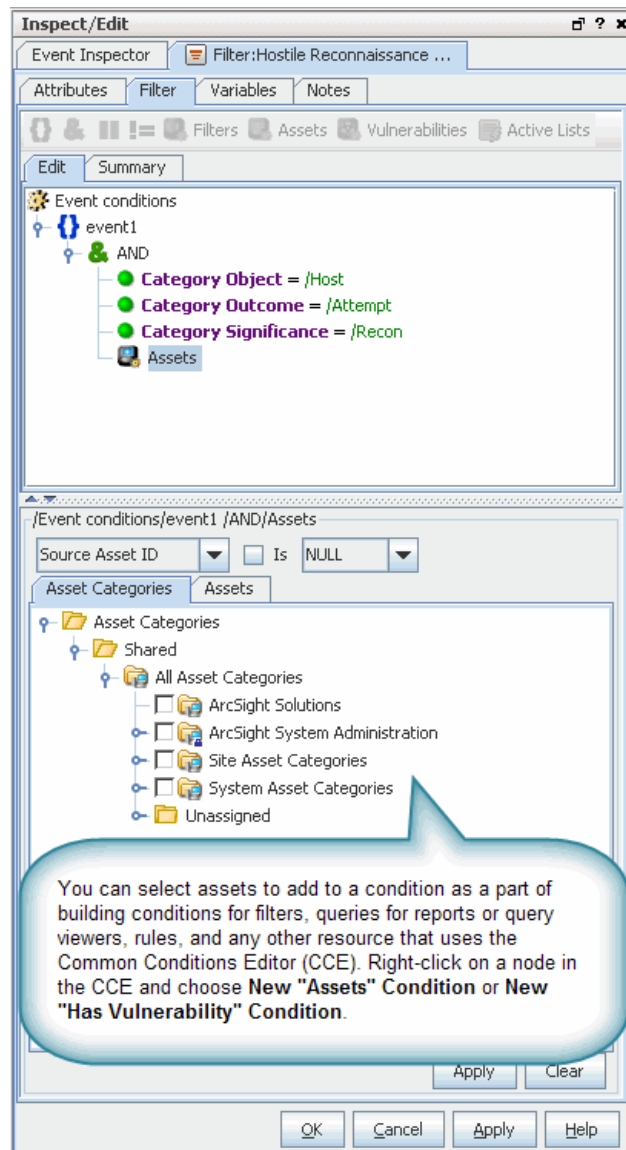 Inspect/Edit
Event Inspector Filter:Hostile Reconnaissance ...
Attributes Filter Variables Notes
Filters Assets Vulnerabilities Active Lists
Edit Summary
Event conditions
event1
AND
Category Object = /Host
Category Outcome = /Attempt
Category Significance = /Recon
Assets
/Event conditions/event1 /AND/Assets
Source Asset ID Is NULL
Asset Categories Assets
Asset Categories
Shared
All Asset Categories
ArcSight Solutions
ArcSight System Administration
Site Asset Categories
System Asset Categories
Unassigned
You can select assets to add to a condition as a part of
building conditions for filters, queries for reports or query
viewers, rules, and any other resource that uses the
Common Conditions Editor (CCE). Right-click on a node in
the CCE and choose New "Assets" Condition or New
"Has Vulnerability" Condition.
Apply Clear
OK Cancel Apply Help